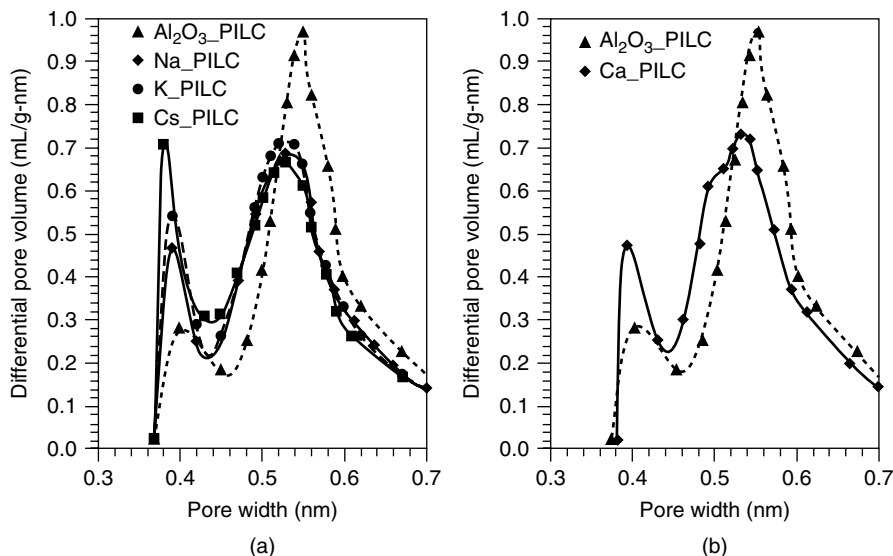 Differential pore volume (mL/g-nm)
1.0
0.9
0.8
0.7
0.6
0.5
0.4
0.3
0.2
0.1
0.0
Al₂O₃_PILC
Na_PILC
K_PILC
Cs_PILC
0.3 0.4 0.5 0.6 0.7
Pore width (nm)
(a)
Differential pore volume (mL/g-nm)
1.0
0.9
0.8
0.7
0.6
0.5
0.4
0.3
0.2
0.1
0.0
Al₂O₃_PILC
Ca_PILC
0.3 0.4 0.5 0.6 0.7
Pore width (nm)
(b)